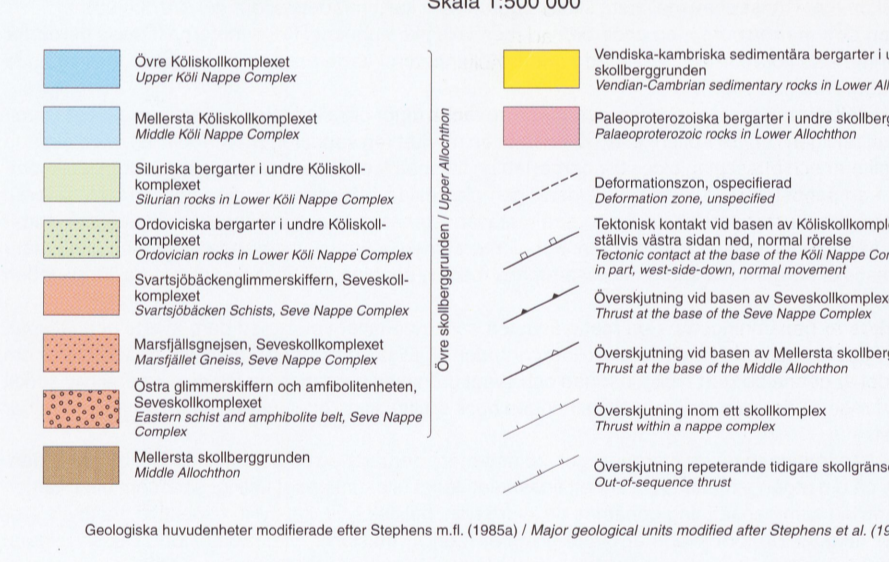 Skala 1:500 000
Övre Köliskollkomplexet
Upper Köli Nappe Complex
Mellersta Köliskollkomplexet
Middle Köli Nappe Complex
Siluriska bergarter i undre Köliskoll-
komplexet
Silurian rocks in Lower Köli Nappe Complex
Ordoviciska bergarter i undre Köliskoll-
komplexet
Ordovician rocks in Lower Köli Nappe Complex
Svartsjöbäckenglimmerskiffern, Seveskoll-
komplexet
Svartsjöbäcken Schists, Seve Nappe Complex
Marsfjällsgnejsen, Seveskollkomplexet
Marsfjället Gneiss, Seve Nappe Complex
Östra glimmerskiffern och amfibolitenheten,
Seveskollkomplexet
Eastern schist and amphibolite belt, Seve Nappe
Complex
Mellersta skollberggrunden
Middle Allochthon
Övre skollberggrunden / Upper Allochthon
Vendiska-kambriska sedimentära bergarter i
skollberggrunden
Vendian-Cambrian sedimentary rocks in Lower
Paleoproterozoiska bergarter i undre
Palaeoproterozoic rocks in Lower Allochthon
Deformationszon, ospecifierad
Deformation zone, unspecified
Tektonisk kontakt vid basen av
ställvis västra sidan ned, normal rörelse
Tectonic contact at the base of the Köli Nappe
in part, west-side-down, normal movement
Överskjutning vid basen av
Thrust at the base of the Seve Nappe Complex
Överskjutning vid basen av Mellersta
Thrust at the base of the Middle Allochthon
Överskjutning inom ett skollkomplex
Thrust within a nappe complex
Överskjutning repeterande tidigare
Out-of-sequence thrust
Geologiska huvudenheter modifierade efter Stephens m.fl. (1985a) / Major geological units modified after Stephens et al.